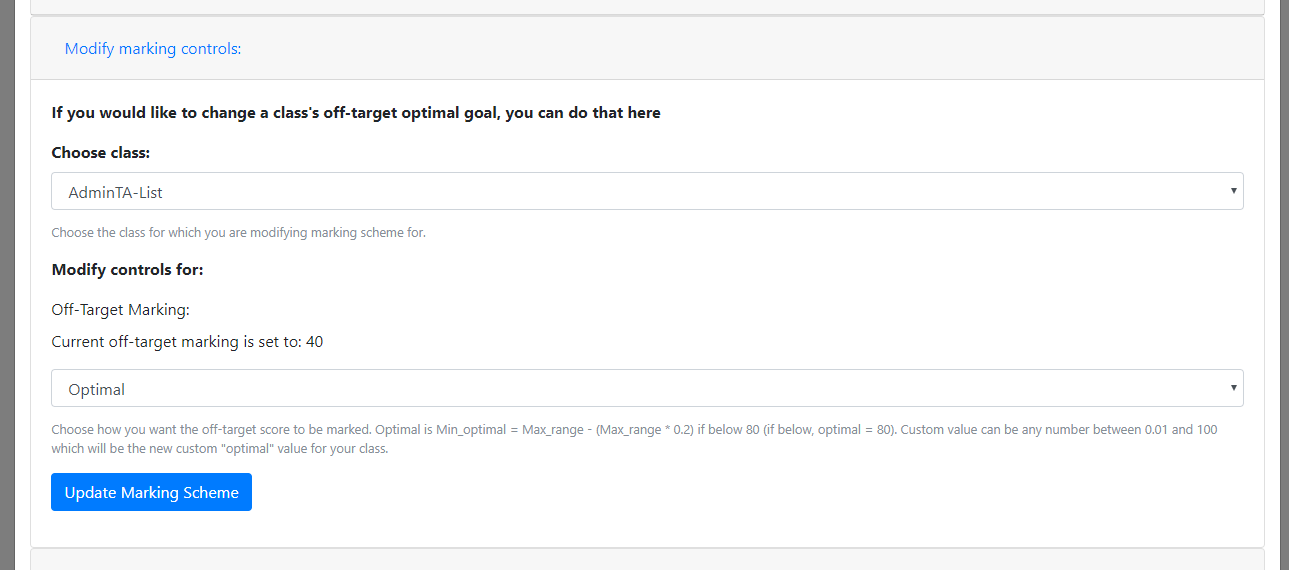 Modify marking controls:
If you would like to change a class's off-target optimal goal, you can do that here
Choose class:
AdminTA-List
Choose the class for which you are modifying marking scheme for.
Modify controls for:
Off-Target Marking:
Current off-target marking is set to: 40
Optimal
Choose how you want the off-target score to be marked. Optimal is Min_optimal = Max_range - (Max_range * 0.2) if below 80 (if below, optimal = 80). Custom value can be any number between 0.01 and 100
which will be the new custom "optimal" value for your class.
Update Marking Scheme